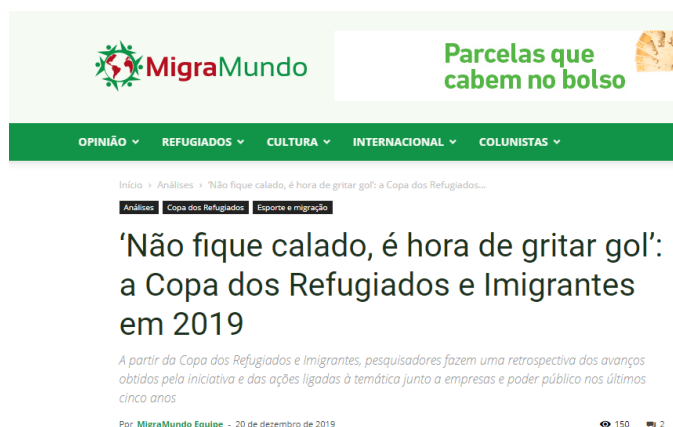 MigraMundo
Parcelas que
cabem no bolso
OPINIÃO REFUGIADOS CULTURA INTERNACIONAL COLUNISTAS
Início › Análises › 'Não fique calado, é hora de gritar gol': a Copa dos Refugiados...
Análises Copa dos Refugiados Esporte e migração
‘Não fique calado, é hora de gritar gol’:
a Copa dos Refugiados e Imigrantes
em 2019
A partir da Copa dos Refugiados e Imigrantes, pesquisadores fazem uma retrospectiva dos avanços
obtidos pela iniciativa e das ações ligadas à temática junto a empresas e poder público nos últimos
cinco anos
Por MigraMundo Equipe - 20 de dezembro de 2019 150 2